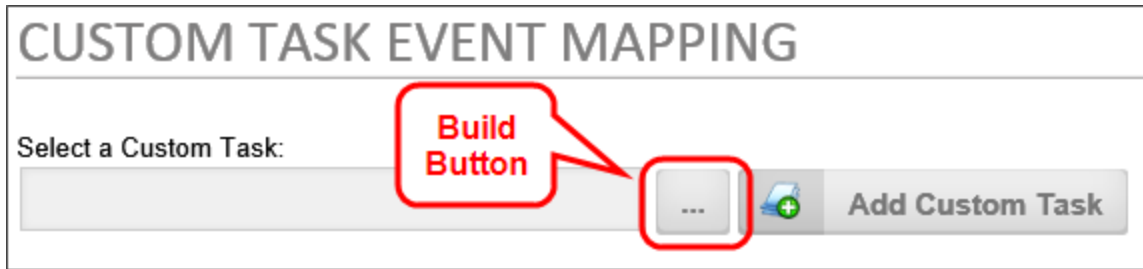 CUSTOM TASK EVENT MAPPING
Build
Button
Select a Custom Task:
...
Add Custom Task